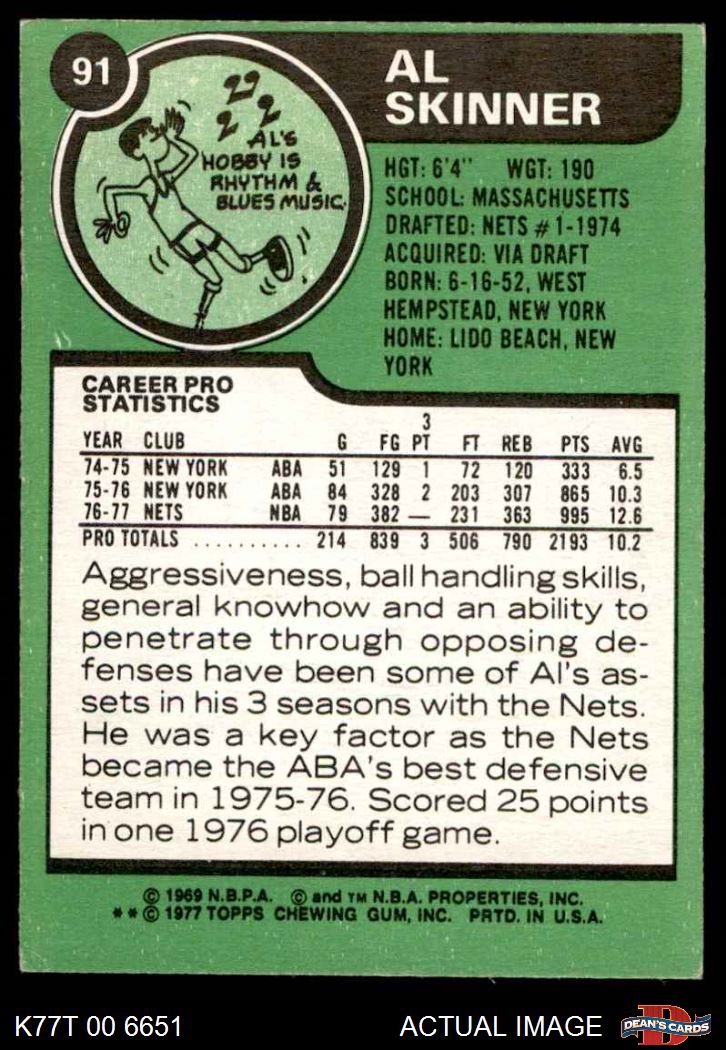 91
AL
SKINNER
AL'S
HOBBY IS
RHYTHM &
BLUES MUSIC.
HGT: 6'4" WGT: 190
SCHOOL: MASSACHUSETTS
DRAFTED: NETS #1-1974
ACQUIRED: VIA DRAFT
BORN: 6-16-52, WEST
HEMPSTEAD, NEW YORK
HOME: LIDO BEACH, NEW
YORK
CAREER PRO
STATISTICS
3
YEAR CLUB G FG PT FT REB PTS AVG
74-75 NEW YORK ABA 51 129 1 72 120 333 6.5
75-76 NEW YORK ABA 84 328 2 203 307 865 10.3
76-77 NETS NBA 79 382 — 231 363 995 12.6
PRO TOTALS .......... 214 839 3 506 790 2193 10.2
Aggressiveness, ball handling skills,
general knowhow and an ability to
penetrate through opposing de-
fenses have been some of Al's as-
sets in his 3 seasons with the Nets.
He was a key factor as the Nets
became the ABA's best defensive
team in 1975-76. Scored 25 points
in one 1976 playoff game.
© 1969 N.B.P.A. © and TM N.B.A. PROPERTIES, INC.
**© 1977 TOPPS CHEWING GUM, INC. PRTD. IN U.S.A.
K77T 00 6651 ACTUAL IMAGE D DEAN'S CARDS